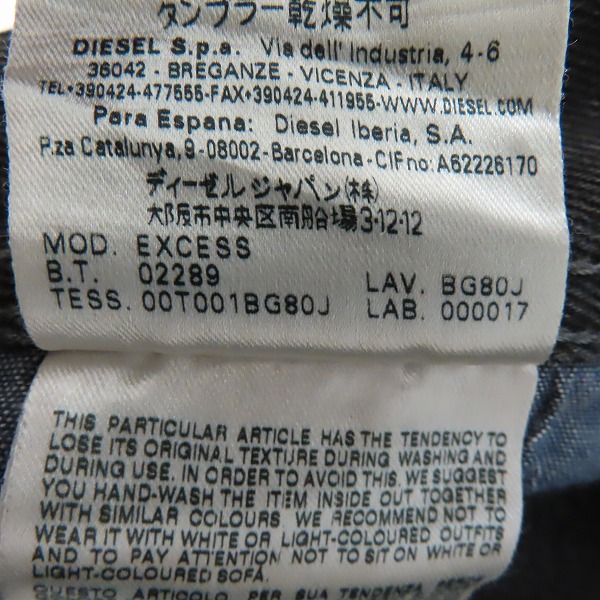 タンブラー乾燥不可
DIESEL S.p.a. Via dell' Industria, 4-6
36042 - BREGANZE - VICENZA - ITALY
TEL+390424-477555-FAX+390424-411955-WWW.DIESEL.COM
Para Espana: Diesel Iberia, S.A.
P.za Catalunya,9-08002-Barcelona-CIF no: A62226170
ディーゼルジャパン(株)
大阪市中央区南船場3-12-12
MOD. EXCESS
B.T. 02289
LAV. BG80J
TESS. 00T001BG80J
LAB. 000017
THIS PARTICULAR ARTICLE HAS THE TENDENCY TO
LOSE ITS ORIGINAL TEXTURE DURING WASHING AND
DURING USE. IN ORDER TO AVOID THIS, WE SUGGEST
YOU HAND-WASH THE ITEM INSIDE OUT TOGETHER
WITH SIMILAR COLOURS. WE RECOMMEND NOT TO
WEAR IT WITH WHITE OR LIGHT-COLOURED OUTFITS
AND TO PAY ATTENTION NOT TO SIT ON WHITE OR
LIGHT-COLOURED SOFA.
QUESTO ARTICOLO, PER SUA TENDENZA PERDE